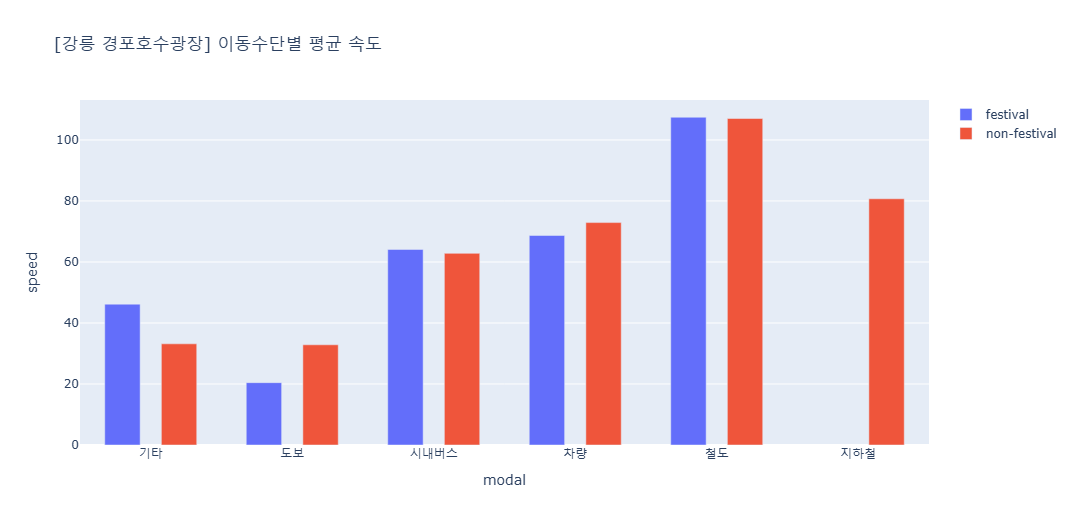 [강릉 경포호수광장] 이동수단별 평균 속도
festival
non-festival
speed
100
80
60
40
20
0
기타 도보 시내버스 차량 철도 지하철
modal